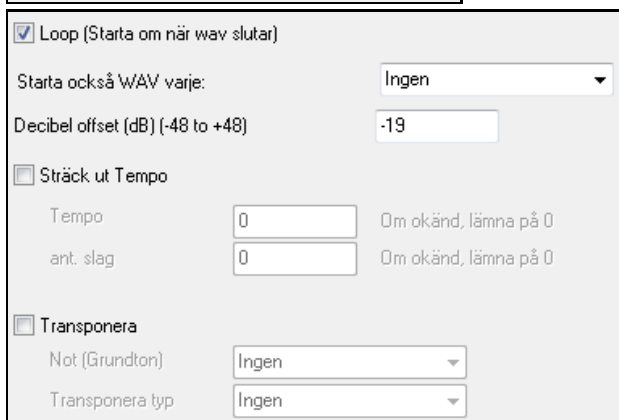 Loop (Starta om när wav slutar)
Starta också WAV varje: Ingen
Decibel offset (dB) (-48 to +48) -19
Sträck ut Tempo
Tempo 0 Om okänd, lämna på 0
ant. slag 0 Om okänd, lämna på 0
Transponera
Not (Grundton) Ingen
Transponera typ Ingen